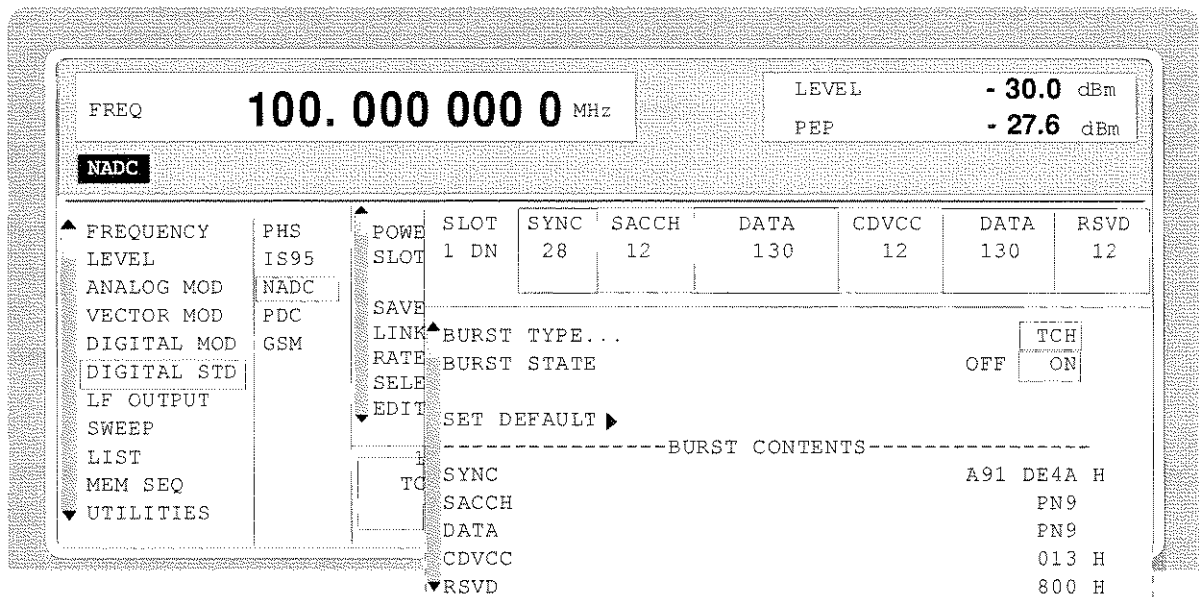 FREQ 100. 000 000 0 MHz
LEVEL - 30.0 dBm
PEP - 27.6 dBm
NADC
FREQUENCY
LEVEL
ANALOG MOD
VECTOR MOD
DIGITAL MOD
DIGITAL STD
LF OUTPUT
SWEEP
LIST
MEM SEQ
UTILITIES
PHS
IS95
NADC
PDC
GSM
POWE
SLOT
SAVE
LINK
RATE
SELE
EDIT
1
TC
SLOT SYNC SACCH DATA CDVCC DATA RSVD
1 DN 28 12 130 12 130 12
BURST TYPE... TCH
BURST STATE OFF ON
SET DEFAULT
BURST CONTENTS
SYNC A91 DE4A H
SACCH PN9
DATA PN9
CDVCC 013 H
RSVD 800 H